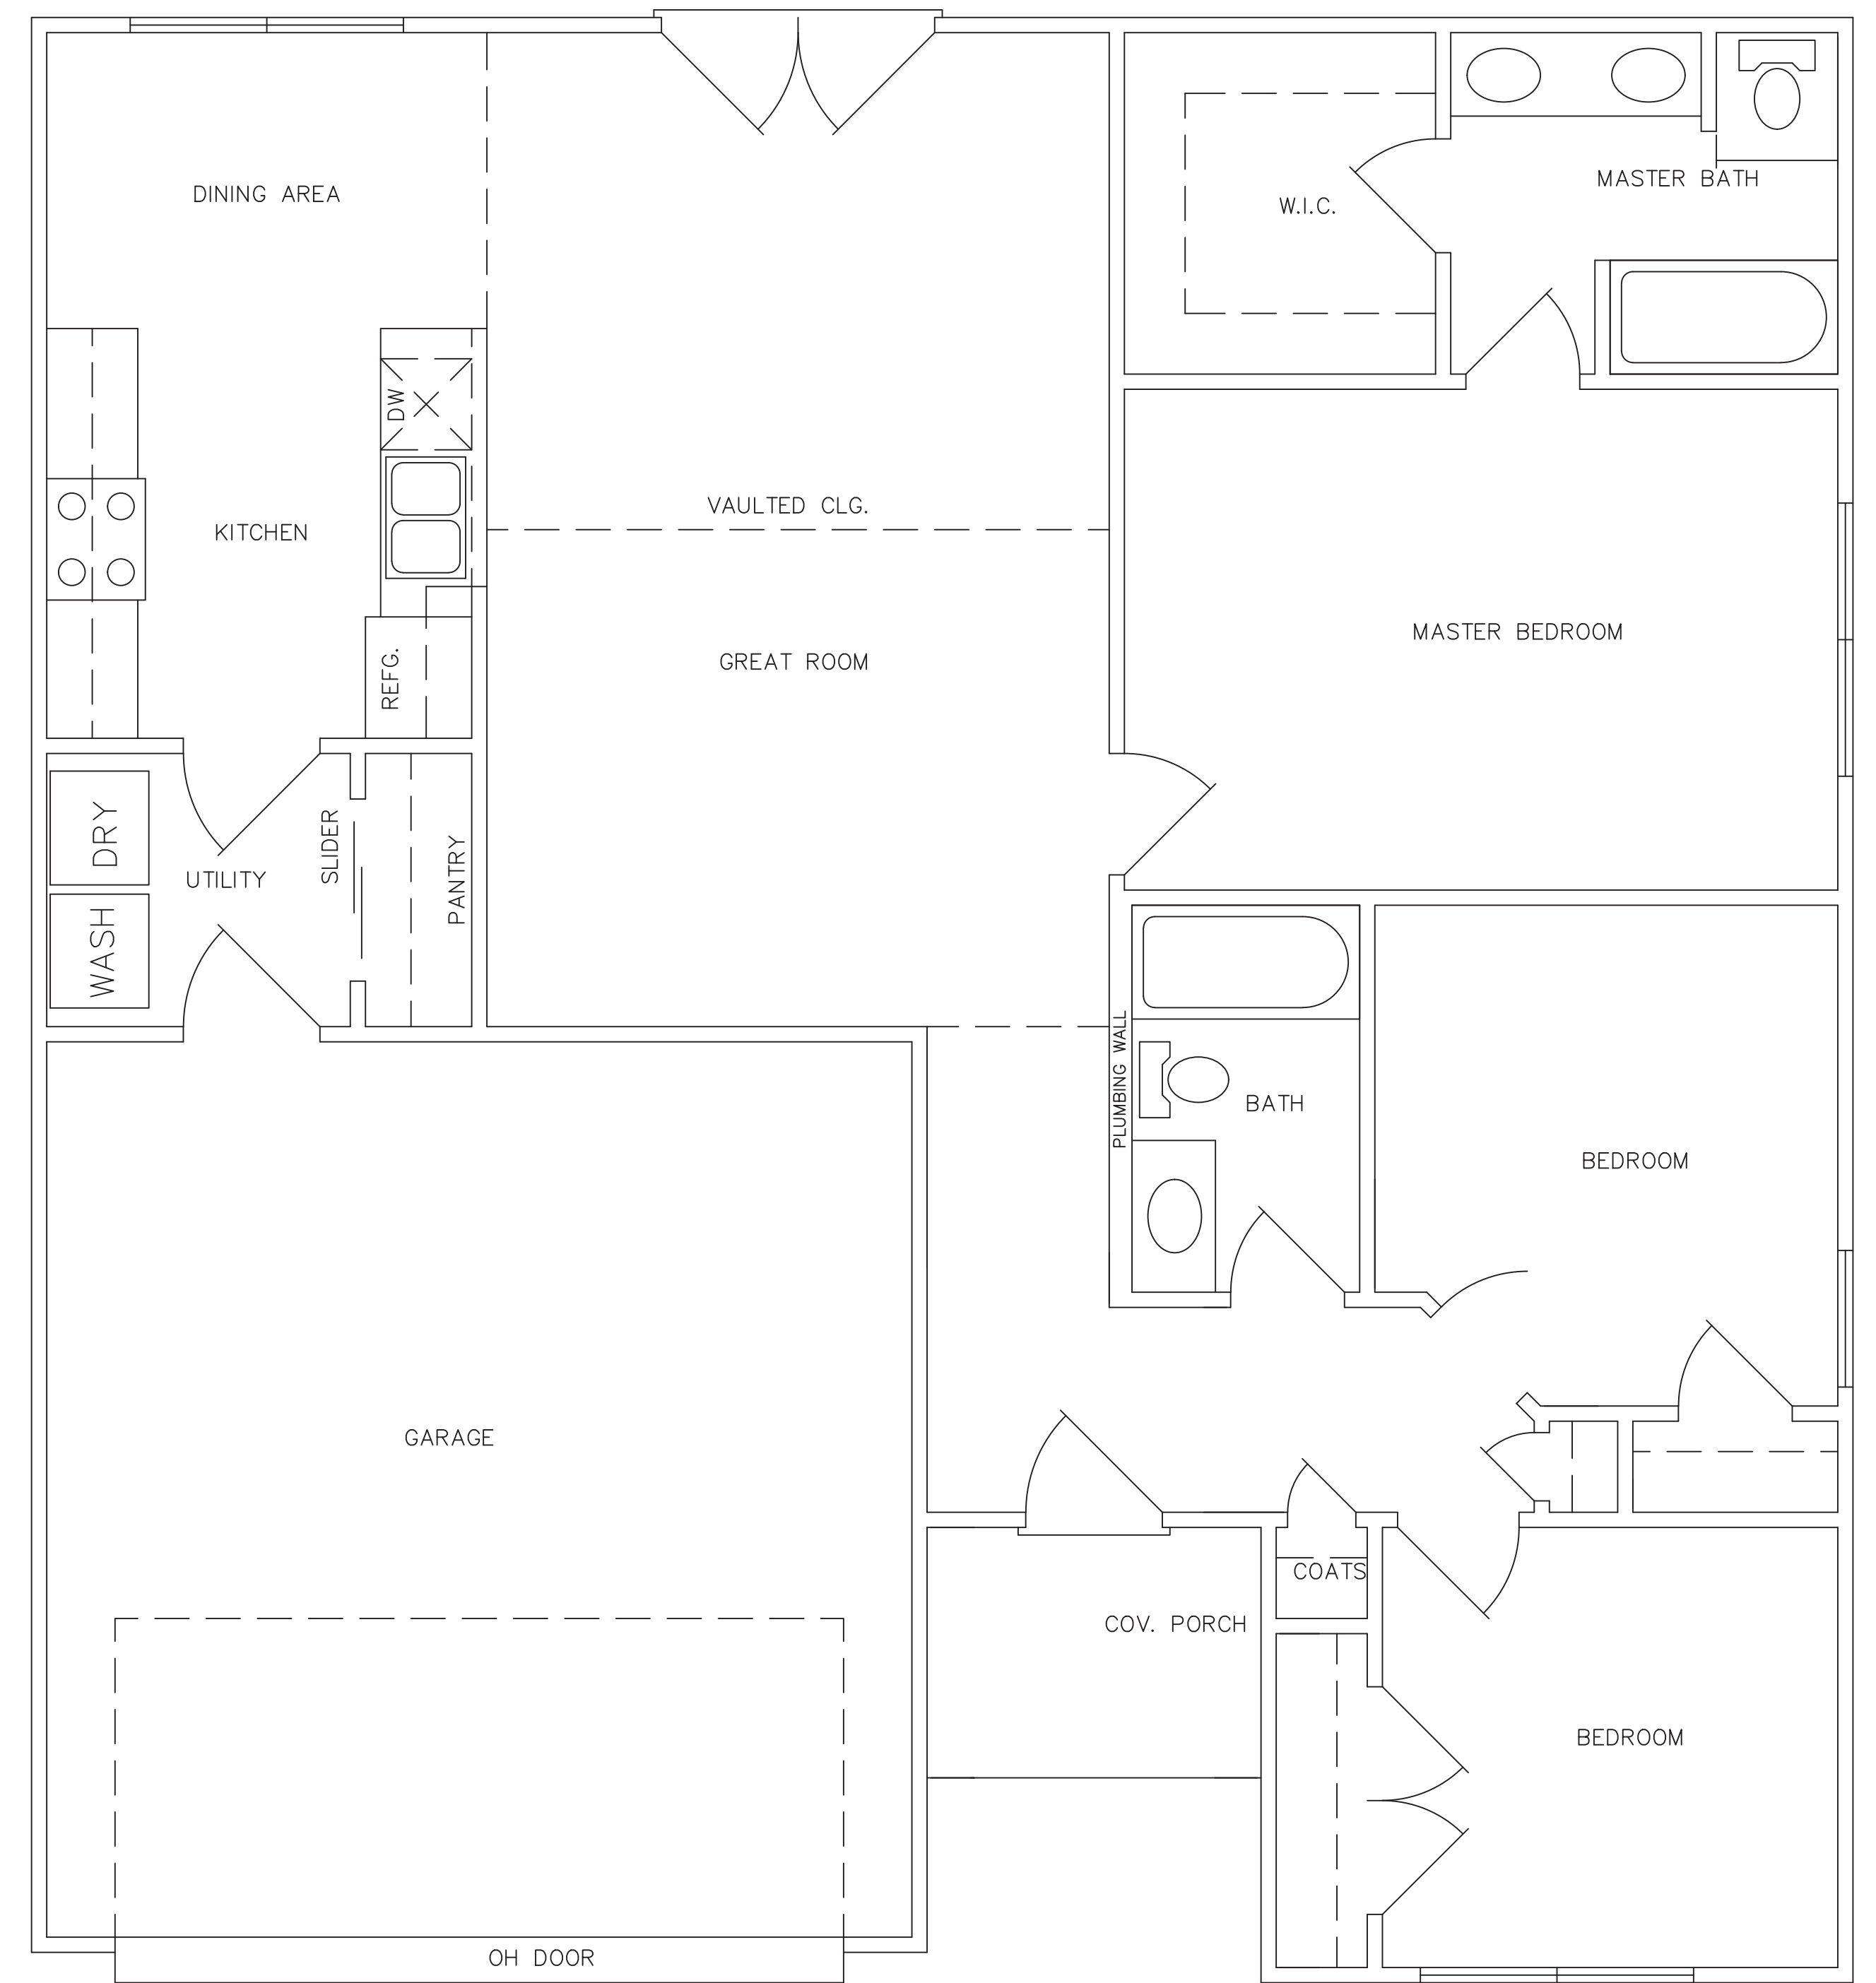 DINING AREA
MASTER BATH
W.I.C.
DW
VAULTED CLG.
KITCHEN
MASTER BEDROOM
GREAT ROOM
REFG.
DRY
SLIDER
PANTRY
UTILITY
WASH
PLUMBING WALL
BATH
BEDROOM
GARAGE
COATS
COV. PORCH
BEDROOM
OH DOOR